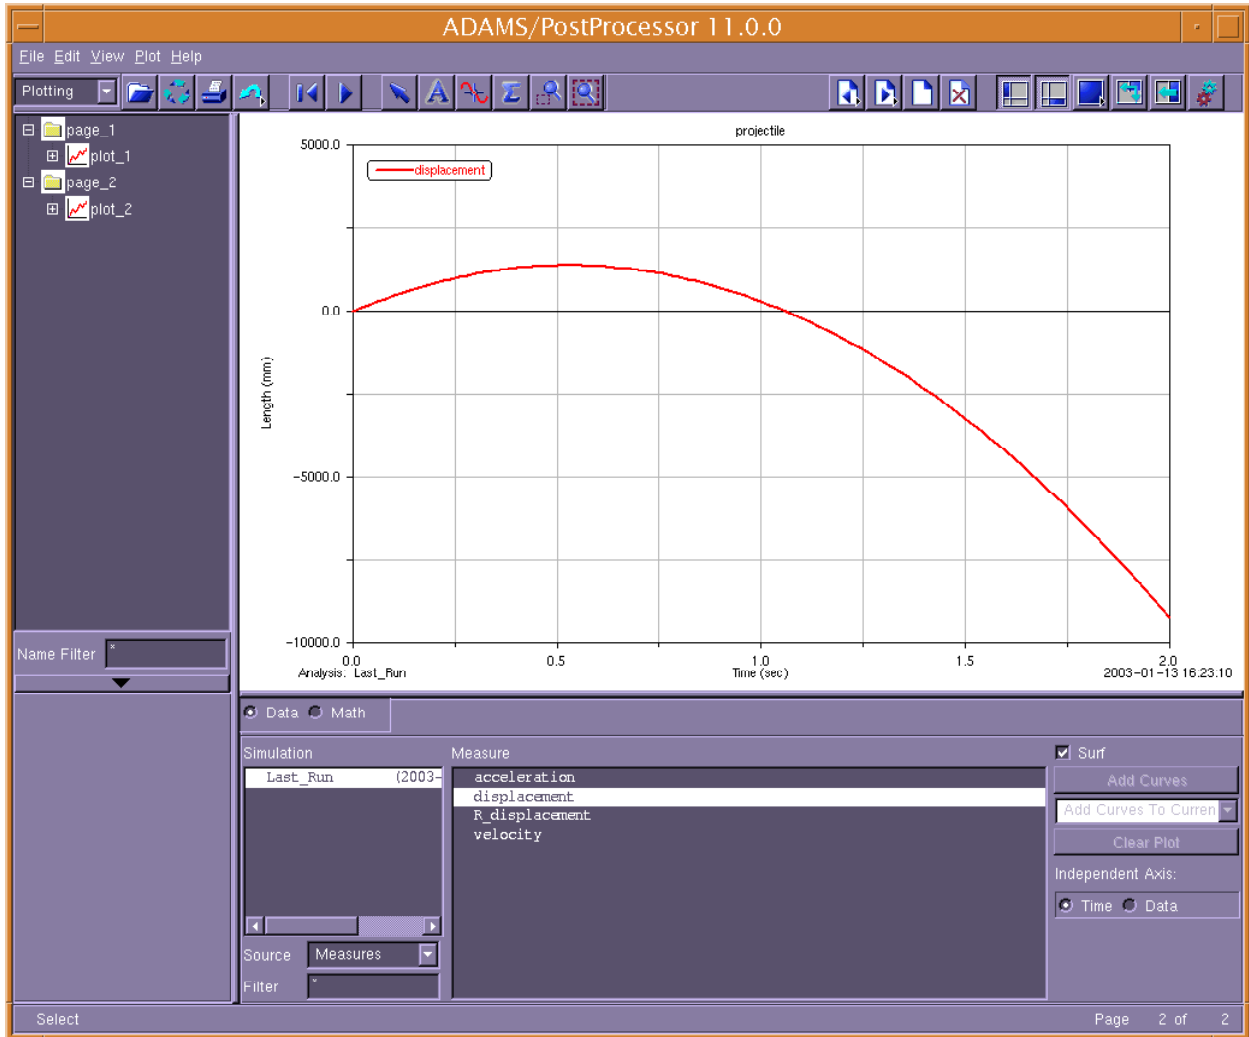 ADAMS/PostProcessor 11.0.0
File Edit View Plot Help
Plotting
page_1
plot_1
page_2
plot_2
projectile
displacement
5000.0
0.0
-5000.0
-10000.0
Length (mm)
0.0 0.5 1.0 1.5 2.0
Analysis: Last_Run Time (sec) 2003-01-13 16:23:10
Name Filter *
Data Math
Simulation Measure
Last_Run (2003-
acceleration
displacement
R_displacement
velocity
Source Measures
Filter *
Surf
Add Curves
Add Curves To Curren
Clear Plot
Independent Axis:
Time Data
Select Page 2 of 2